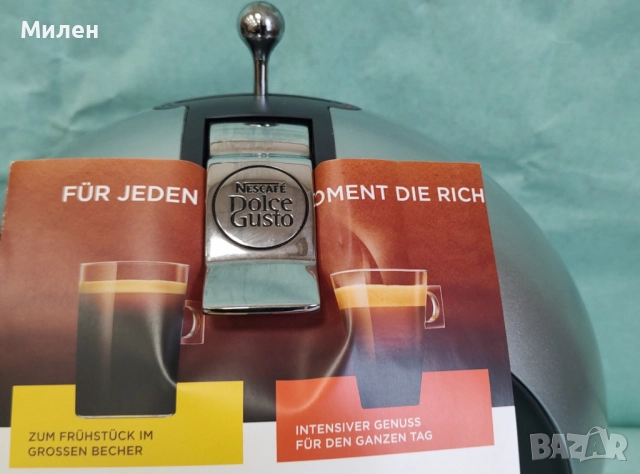 Милен
FÜR JEDEN OMENT DIE RICH
NESCAFÉ
Dolce
Gusto
ZUM FRÜHSTÜCK IM
GROSSEN BECHER
INTENSIVER GENUSS
FÜR DEN GANZEN TAG
BAZAR